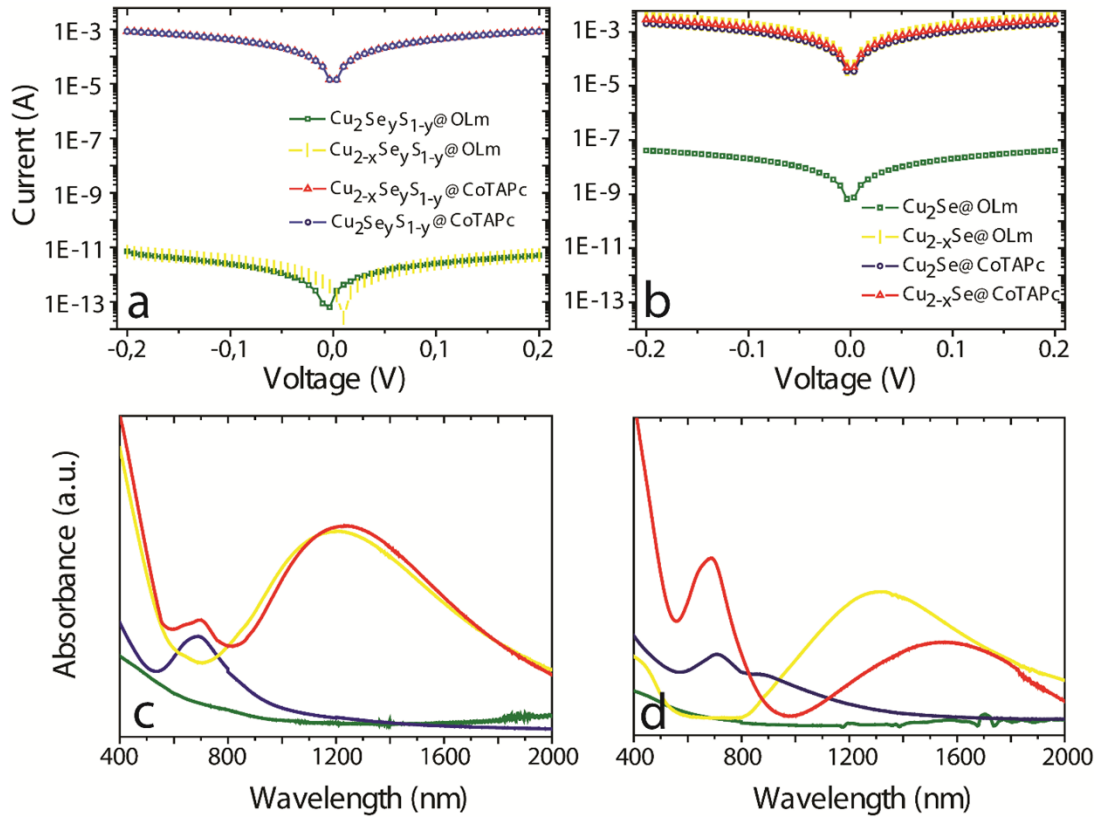 Current (A)
1E-3
1E-5
1E-7
1E-9
1E-11
1E-13
Cu2SeyS1-y@OLm
Cu2-xSeyS1-y@OLm
Cu2-xSeyS1-y@CoTAPc
Cu2SeyS1-y@CoTAPc
a
-0,2 -0,1 0,0 0,1 0,2
Voltage (V)
1E-3
1E-5
1E-7
1E-9
1E-11
1E-13
Cu2Se@OLm
Cu2-xSe@OLm
Cu2Se@CoTAPc
Cu2-xSe@CoTAPc
b
-0.2 -0.1 0.0 0.1 0.2
Voltage (V)
Absorbance (a.u.)
c
400 800 1200 1600 2000
Wavelength (nm)
d
400 800 1200 1600 2000
Wavelength (nm)